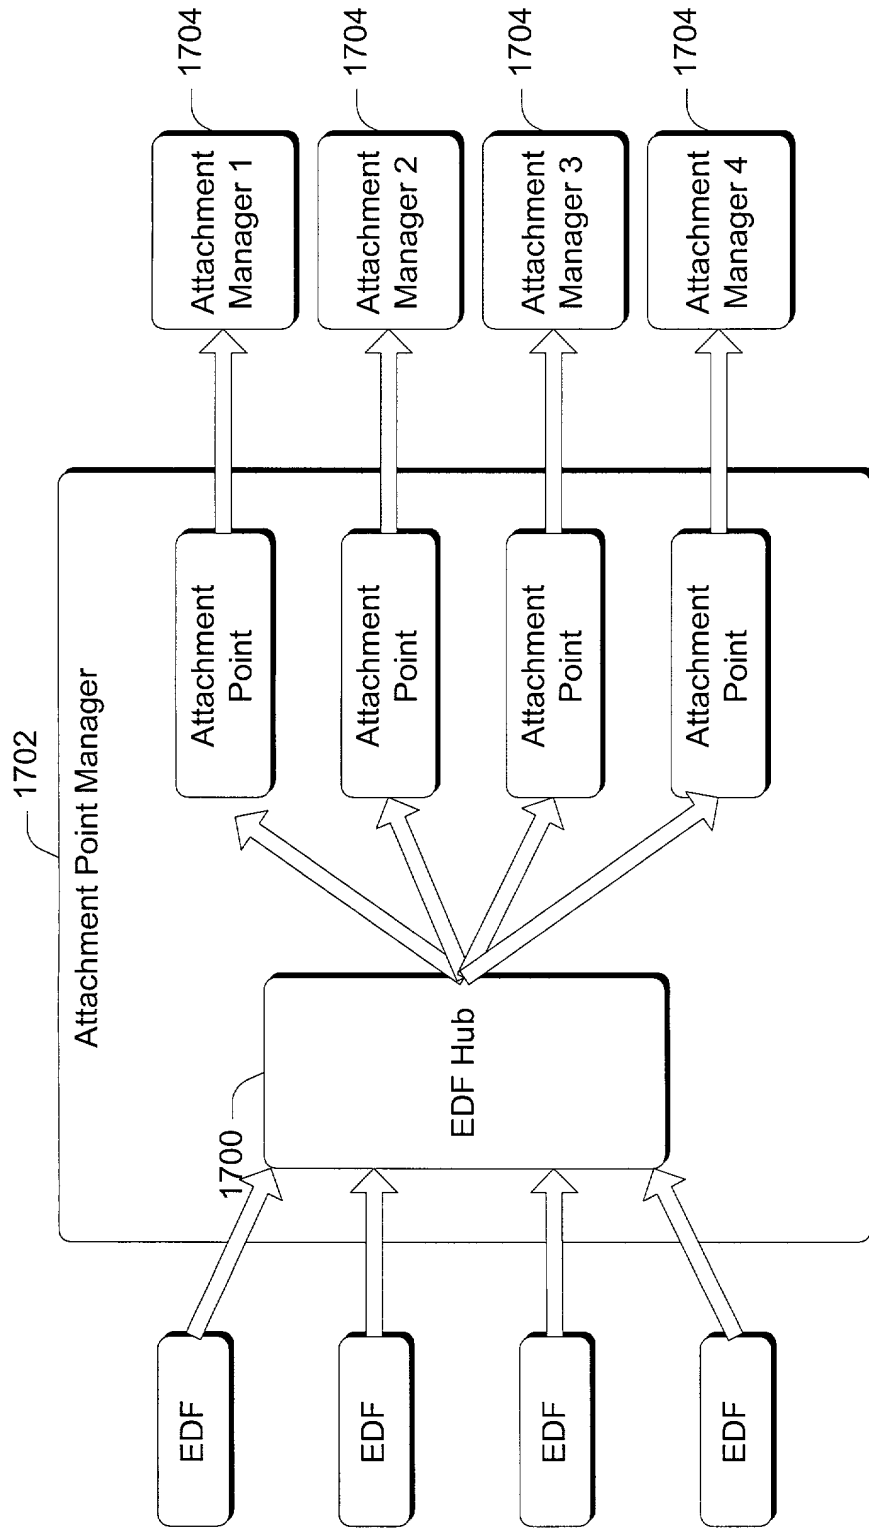 1702
Attachment Point Manager
1700
EDF
EDF
EDF
EDF
EDF Hub
Attachment
Point
Attachment
Point
Attachment
Point
Attachment
Point
Attachment
Manager 1
1704
Attachment
Manager 2
1704
Attachment
Manager 3
1704
Attachment
Manager 4
1704